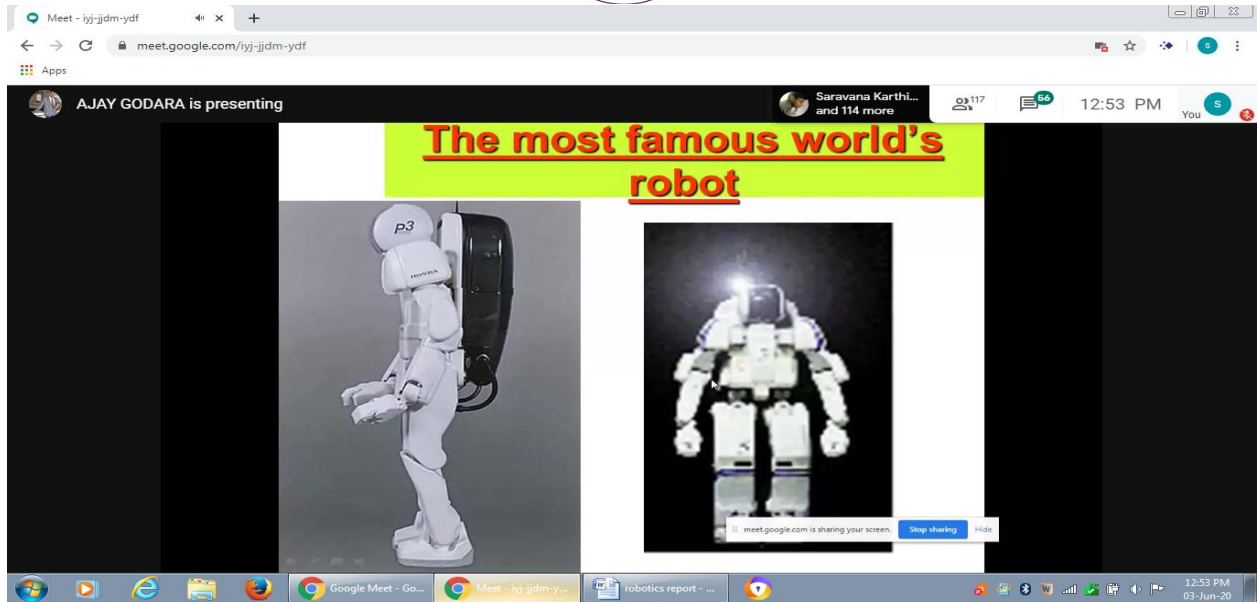 Meet - iyj-jjdm-ydf
meet.google.com/iyj-jjdm-ydf
S
Apps
AJAY GODARA is presenting
Saravana Karthi...
and 114 more
117
56
12:53 PM
You
S
The most famous world's
robot
P3
HONDA
meet.google.com is sharing your screen.
Stop sharing
Hide
Google Meet - Go...
Meet - iyj-jjdm-y...
robotics report - ...
12:53 PM
03-Jun-20